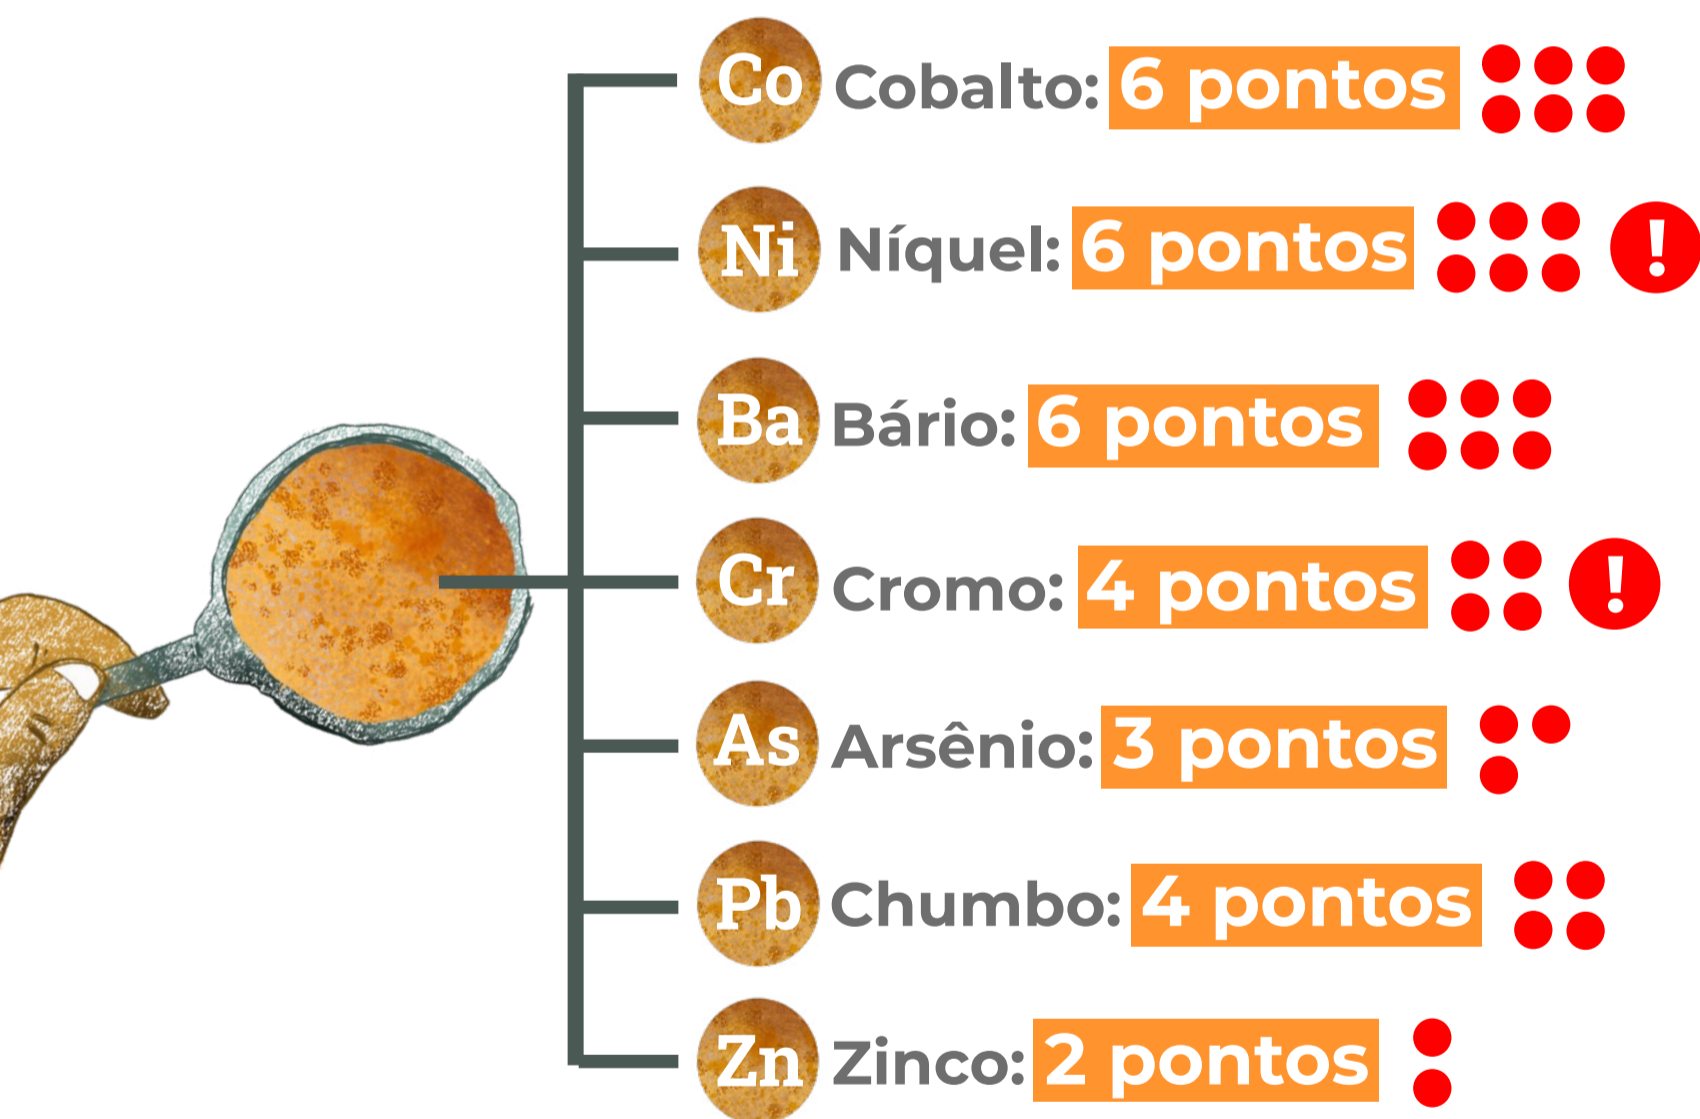 Co Cobalto: 6 pontos
Ni Níquel: 6 pontos !
Ba Bário: 6 pontos
Cr Cromo: 4 pontos !
As Arsênio: 3 pontos
Pb Chumbo: 4 pontos
Zn Zinco: 2 pontos